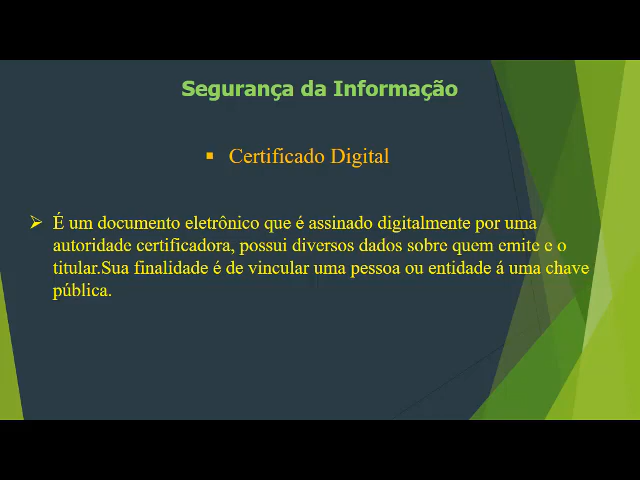 Segurança da Informação
▪ Certificado Digital
➢ É um documento eletrônico que é assinado digitalmente por uma
autoridade certificadora, possui diversos dados sobre quem emite e o
titular.Sua finalidade é de vincular uma pessoa ou entidade á uma chave
pública.